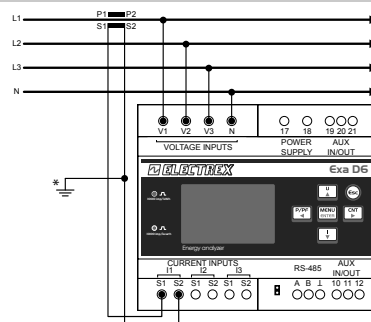 L1
P1 P2
S1 S2
L2
L3
N
V1 V2 V3 N
17 18 19 20 21
VOLTAGE INPUTS
POWER SUPPLY
AUX IN/OUT
ELECTREX
Exa D6
*
U
Esc
P/PF
MENU
ENTER
CNT
I
Energy analyzer
CURRENT INPUTS
I1 I2 I3
RS-485
AUX IN/OUT
S1 S2 S1 S2 S1 S2
A B ⊥ 10 11 12